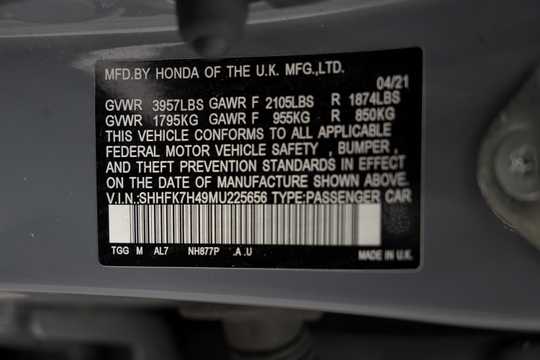 MFD.BY HONDA OF THE U.K. MFG.,LTD.
04/21
GVWR 3957LBS GAWR F 2105LBS R 1874LBS
GVWR 1795KG GAWR F 955KG R 850KG
THIS VEHICLE CONFORMS TO ALL APPLICABLE
FEDERAL MOTOR VEHICLE SAFETY , BUMPER ,
AND THEFT PREVENTION STANDARDS IN EFFECT
ON THE DATE OF MANUFACTURE SHOWN ABOVE.
V.I.N.:SHHFK7H49MU225656 TYPE:PASSENGER CAR
TGG M AL7 NH877P .A .U MADE IN U.K.